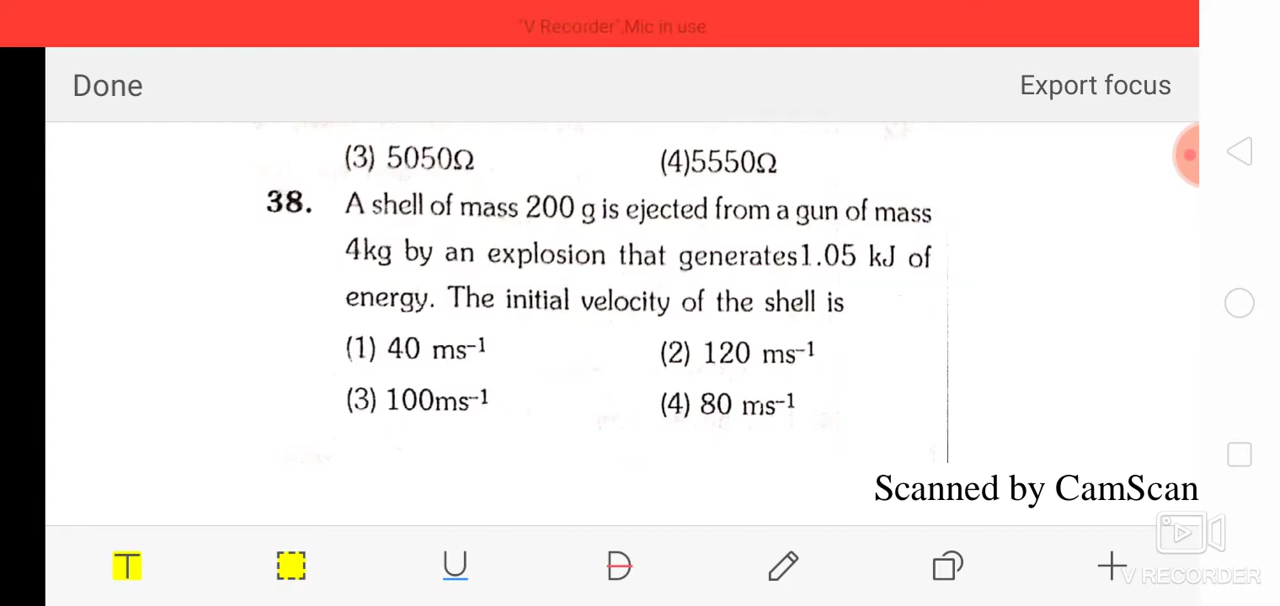 "V Recorder",Mic in use
Done Export focus
(3) 5050Ω (4)5550Ω
38. A shell of mass 200 g is ejected from a gun of mass
4kg by an explosion that generates1.05 kJ of
energy. The initial velocity of the shell is
(1) 40 ms⁻¹ (2) 120 ms⁻¹
(3) 100ms⁻¹ (4) 80 ms⁻¹
Scanned by CamScan
T U D
V RECORDER